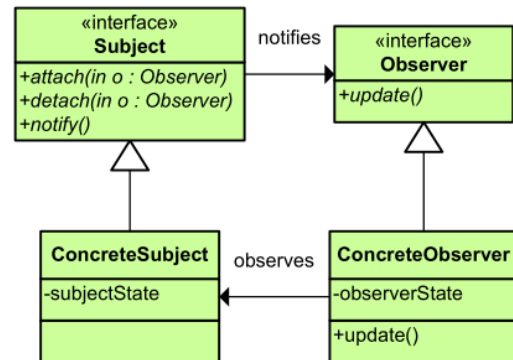 «interface»
Subject
+attach(in o : Observer)
+detach(in o : Observer)
+notify()
notifies
«interface»
Observer
+update()
ConcreteSubject
-subjectState
observes
ConcreteObserver
-observerState
+update()